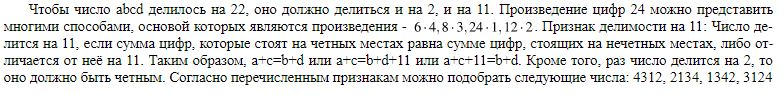 Чтобы число abcd делилось на 22, оно должно делиться и на 2, и на 11. Произведение цифр 24 можно представить
многими способами, основой которых являются произведения - 6·4, 8·3, 24·1, 12·2. Признак делимости на 11: Число де-
лится на 11, если сумма цифр, которые стоят на четных местах равна сумме цифр, стоящих на нечетных местах, либо от-
личается от неё на 11. Таким образом, a+c=b+d или a+c=b+d+11 или a+c+11=b+d. Кроме того, раз число делится на 2, то
оно должно быть четным. Согласно перечисленным признакам можно подобрать следующие числа: 4312, 2134, 1342, 3124